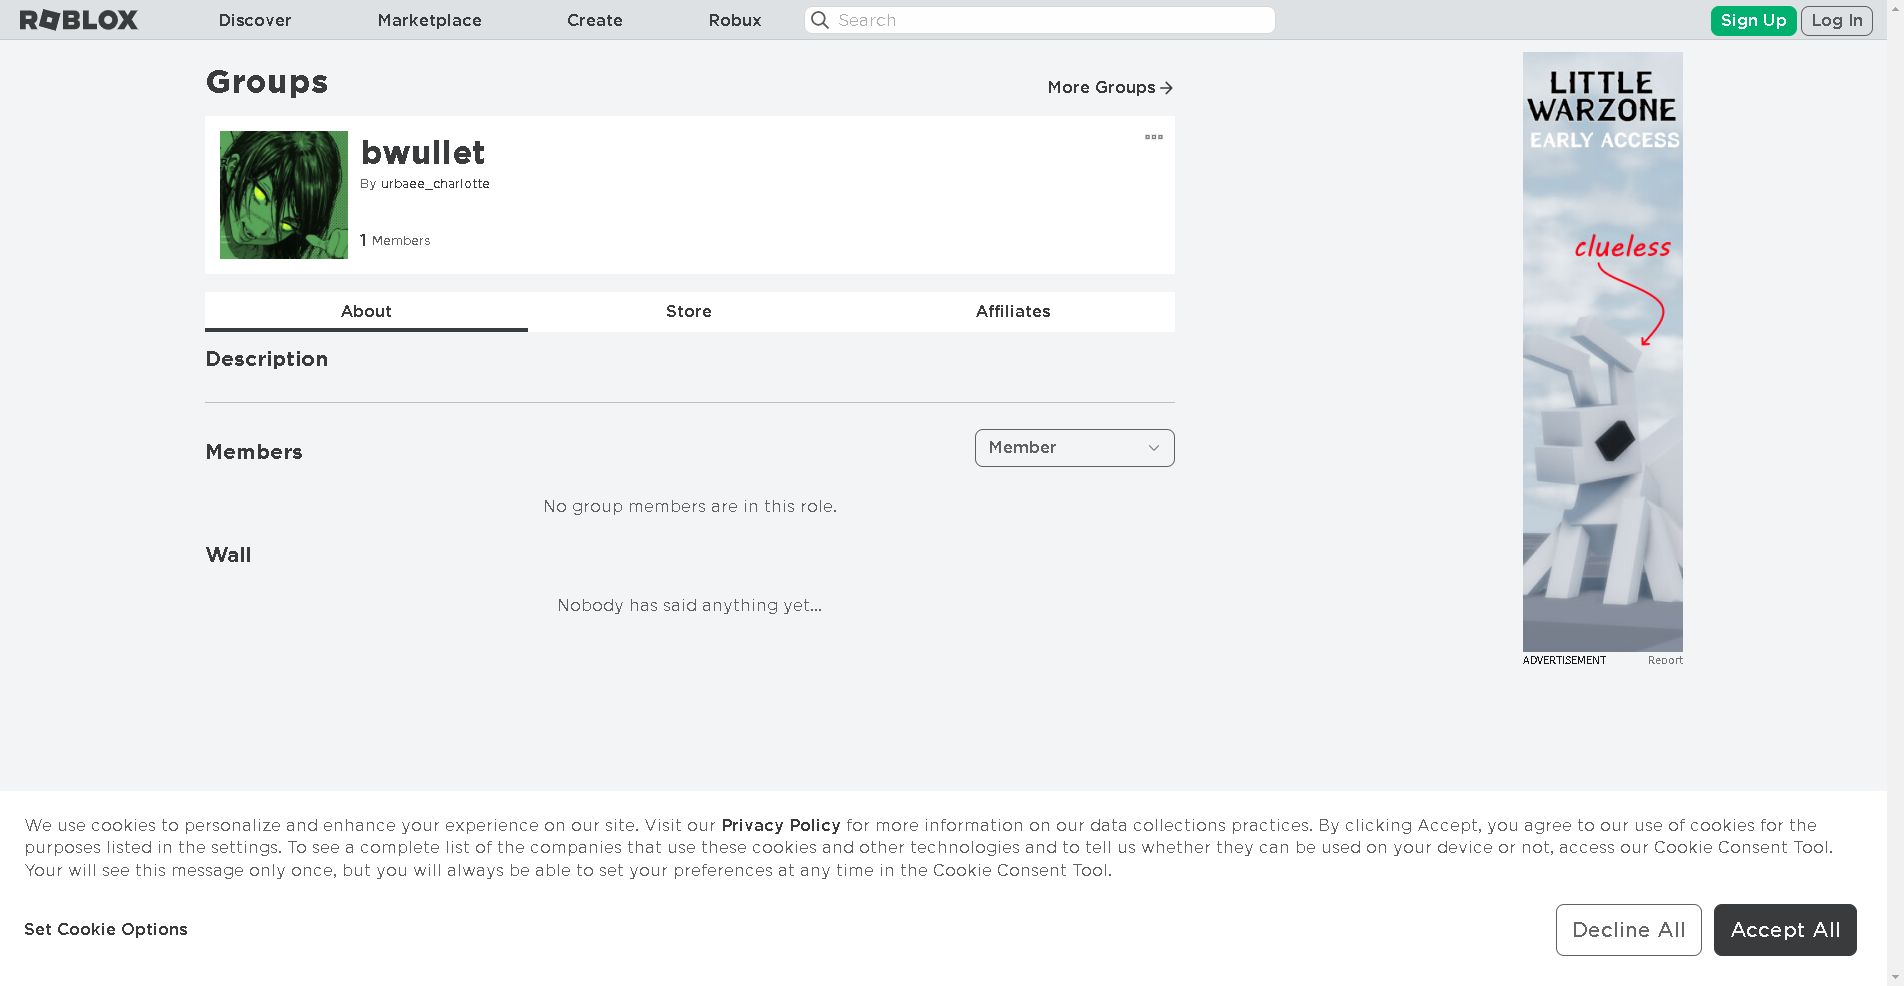 ROBLOX Discover Marketplace Create Robux Search Sign Up Log In
Groups
More Groups
bwullet
By urbaee_charlotte
1 Members
About Store Affiliates
Description
Members
Member
No group members are in this role.
Wall
Nobody has said anything yet...
LITTLE
WARZONE
EARLY ACCESS
clueless
ADVERTISEMENT Report
We use cookies to personalize and enhance your experience on our site. Visit our Privacy Policy for more information on our data collections practices. By clicking Accept, you agree to our use of cookies for the
purposes listed in the settings. To see a complete list of the companies that use these cookies and other technologies and to tell us whether they can be used on your device or not, access our Cookie Consent Tool.
Your will see this message only once, but you will always be able to set your preferences at any time in the Cookie Consent Tool.
Set Cookie Options
Decline All
Accept All